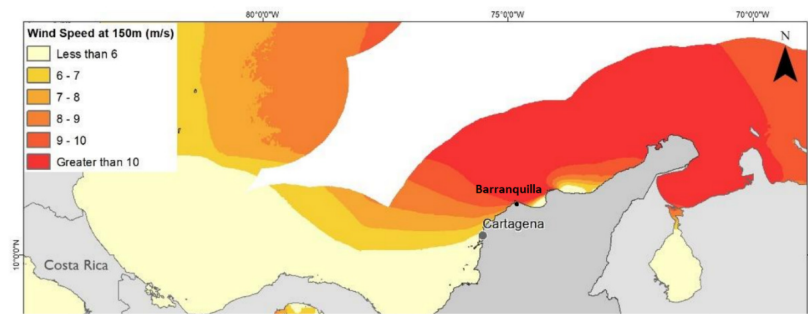 80°0'0"W
75°0'0"W
70°0'0"W
Wind Speed at 150m (m/s)
Less than 6
6 - 7
7 - 8
8 - 9
9 - 10
Greater than 10
N
Barranquilla
Cartagena
10°0'0"N
Costa Rica